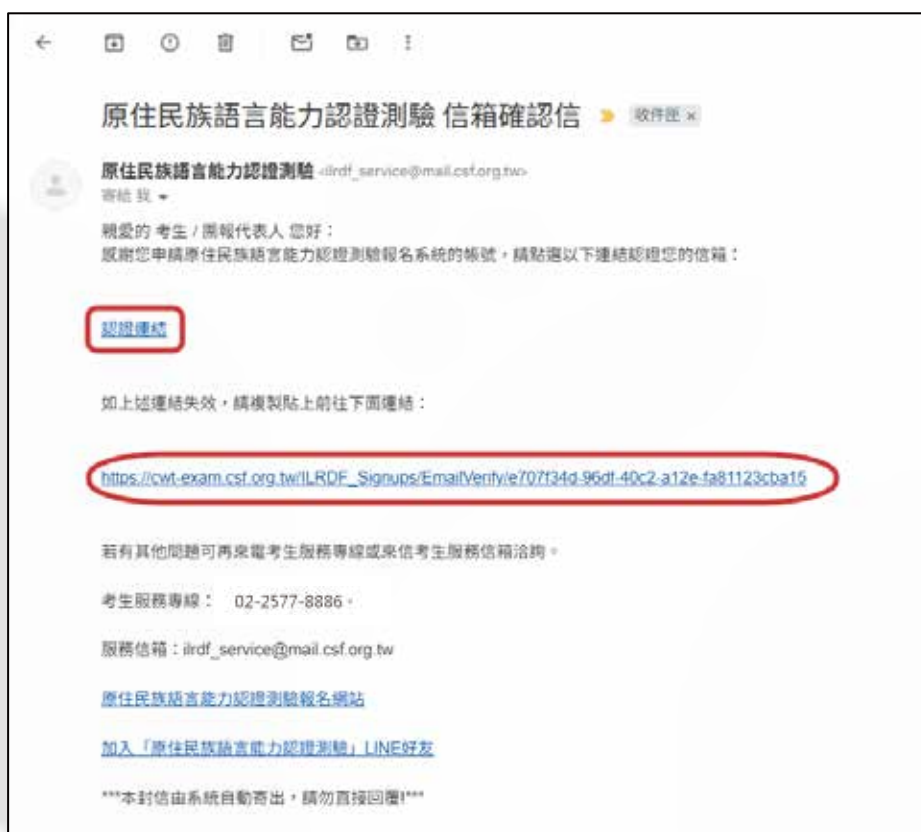 原住民族語言能力認證測驗 信箱確認信 收件匣 ×
原住民族語言能力認證測驗 <ilrdf_service@mail.csf.org.tw>
寄給 我
親愛的 考生 / 團報代表人 您好：
感謝您申請原住民族語言能力認證測驗報名系統的帳號，請點選以下連結認證您的信箱：
認證連結
如上述連結失效，請複製貼上前往下面連結：
https://cwt-exam.csf.org.tw/ILRDF_Signups/EmailVerify/e707f34d-96df-40c2-a12e-fa81123cba15
若有其他問題可再來電考生服務專線或來信考生服務信箱洽詢。
考生服務專線： 02-2577-8886。
服務信箱：ilrdf_service@mail.csf.org.tw
原住民族語言能力認證測驗報名網站
加入「原住民族語言能力認證測驗」LINE好友
***本封信由系統自動寄出，請勿直接回覆!***